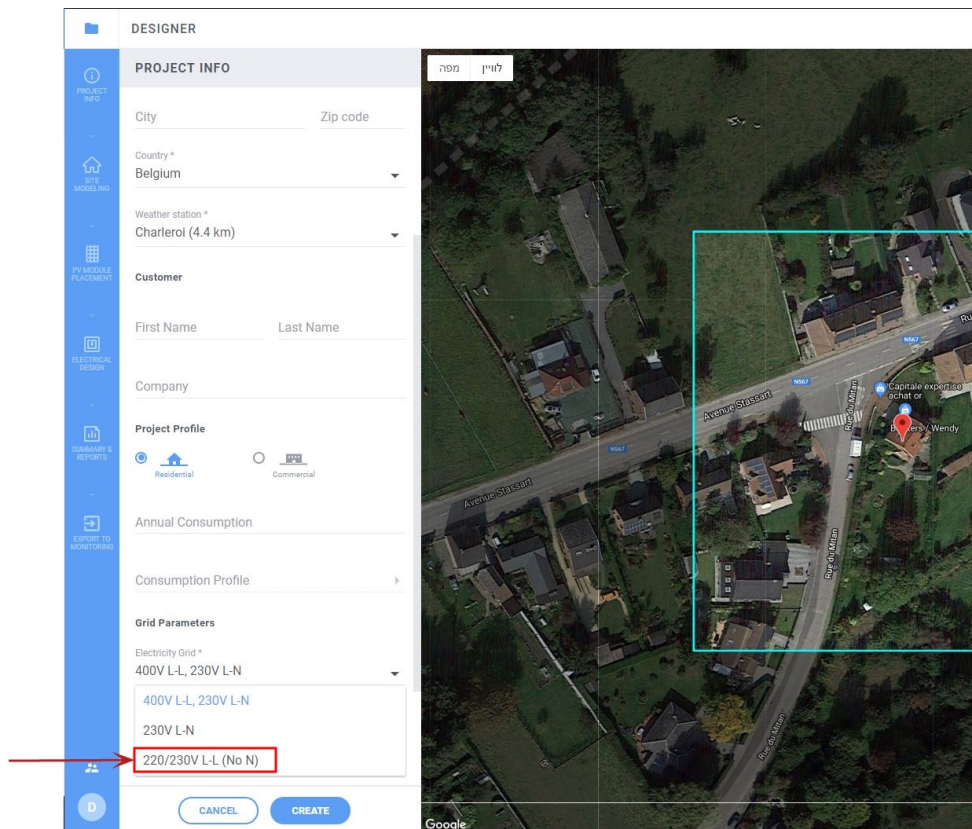 DESIGNER
PROJECT INFO
SITE MODELING
PV MODULE PLACEMENT
ELECTRICAL DESIGN
SUMMARY & REPORTS
EXPORT TO MONITORING
D
PROJECT INFO
City
Zip code
Country *
Belgium
Weather station *
Charleroi (4.4 km)
Customer
First Name
Last Name
Company
Project Profile
Residential
Commercial
Annual Consumption
Consumption Profile
Grid Parameters
Electricity Grid *
400V L-L, 230V L-N
400V L-L, 230V L-N
230V L-N
220/230V L-L (No N)
CANCEL
CREATE
מפה
לוויין
N567
Capitale expertise
achat or
Wendy
N567
Avenue Stassart
Rue du Mitan
N567
Avenue Stassart
Rue du Mitan
Rue du Mitan
Google